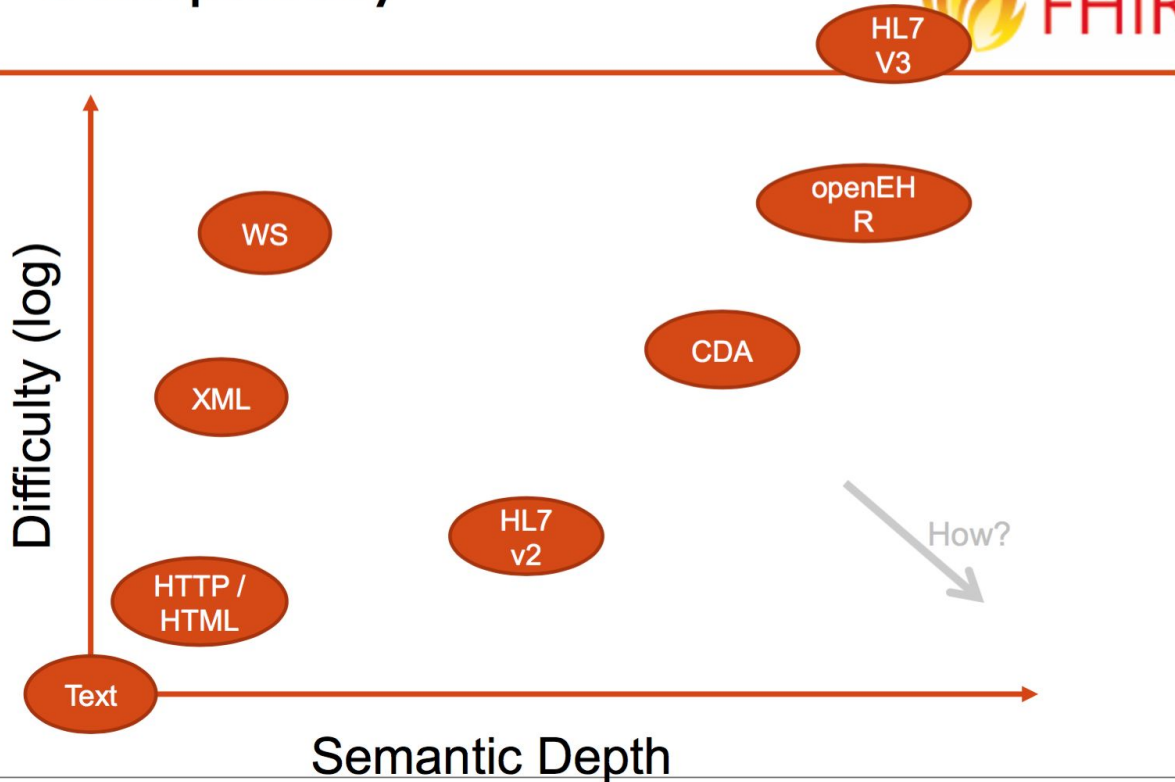 FHIR
HL7
V3
openEH
R
WS
CDA
XML
HL7
v2
How?
HTTP /
HTML
Text
Difficulty (log)
Semantic Depth